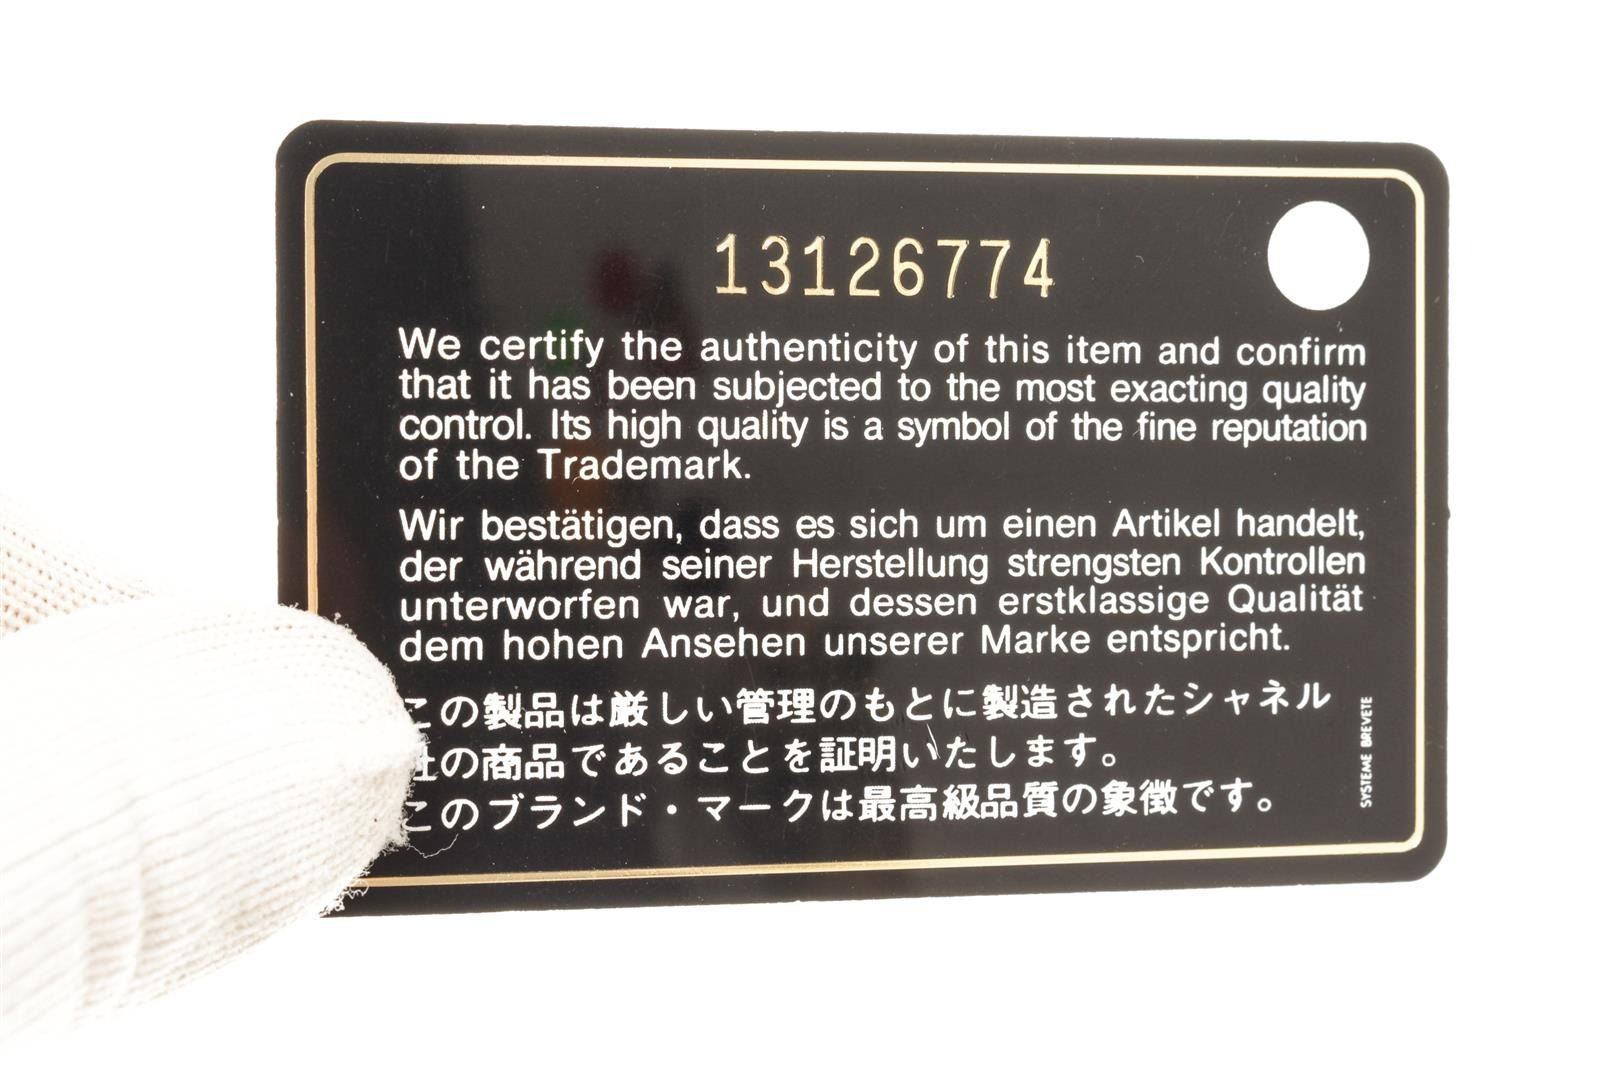 13126774
We certify the authenticity of this item and confirm
that it has been subjected to the most exacting quality
control. Its high quality is a symbol of the fine reputation
of the Trademark.
Wir bestätigen, dass es sich um einen Artikel handelt,
der während seiner Herstellung strengsten Kontrollen
unterworfen war, und dessen erstklassige Qualität
dem hohen Ansehen unserer Marke entspricht.
この製品は厳しい管理のもとに製造されたシャネル
社の商品であることを証明いたします。
このブランド・マークは最高級品質の象徴です。
SYSTEME BREVETE